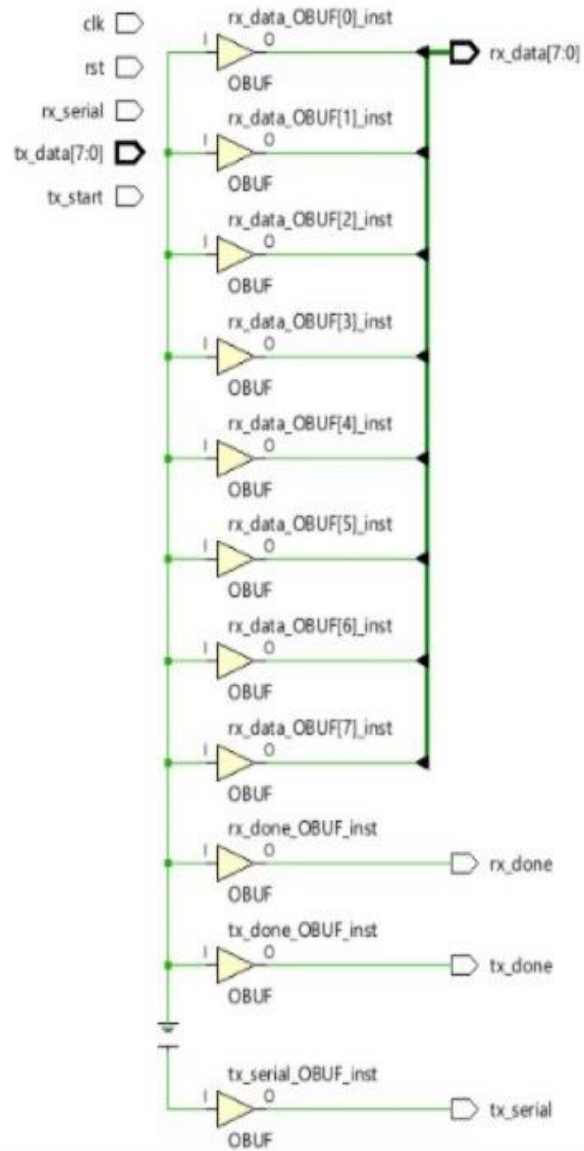 clk
rst
rx_serial
tx_data[7:0]
tx_start
rx_data_OBUF[0]_inst
I O
OBUF
rx_data[7:0]
rx_data_OBUF[1]_inst
I O
OBUF
rx_data_OBUF[2]_inst
I O
OBUF
rx_data_OBUF[3]_inst
I O
OBUF
rx_data_OBUF[4]_inst
I O
OBUF
rx_data_OBUF[5]_inst
I O
OBUF
rx_data_OBUF[6]_inst
I O
OBUF
rx_data_OBUF[7]_inst
I O
OBUF
rx_done_OBUF_inst
I O
rx_done
OBUF
tx_done_OBUF_inst
I O
tx_done
OBUF
tx_serial_OBUF_inst
I O
tx_serial
OBUF